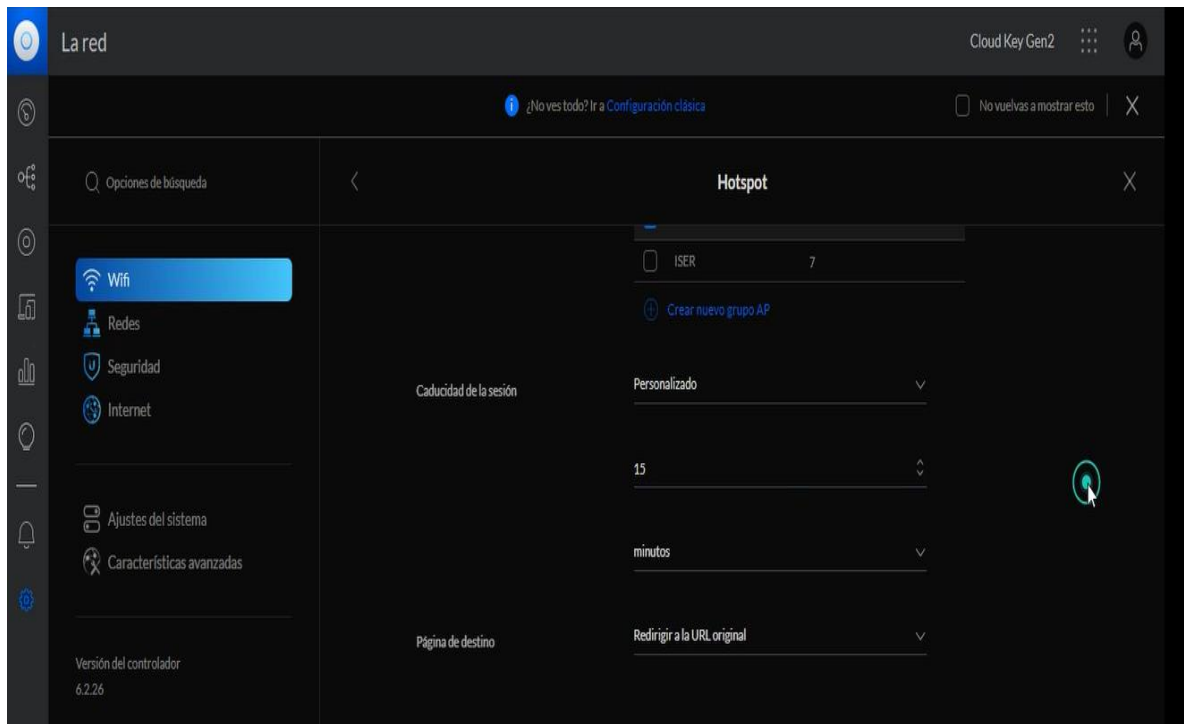 La red
Cloud Key Gen2
¿No ves todo? Ir a Configuración clásica
No vuelvas a mostrar esto
Opciones de búsqueda
Hotspot
Wifi
Redes
Seguridad
Internet
Ajustes del sistema
Características avanzadas
Versión del controlador
6.2.26
ISER 7
Crear nuevo grupo AP
Caducidad de la sesión
Personalizado
15
minutos
Página de destino
Redirigir a la URL original